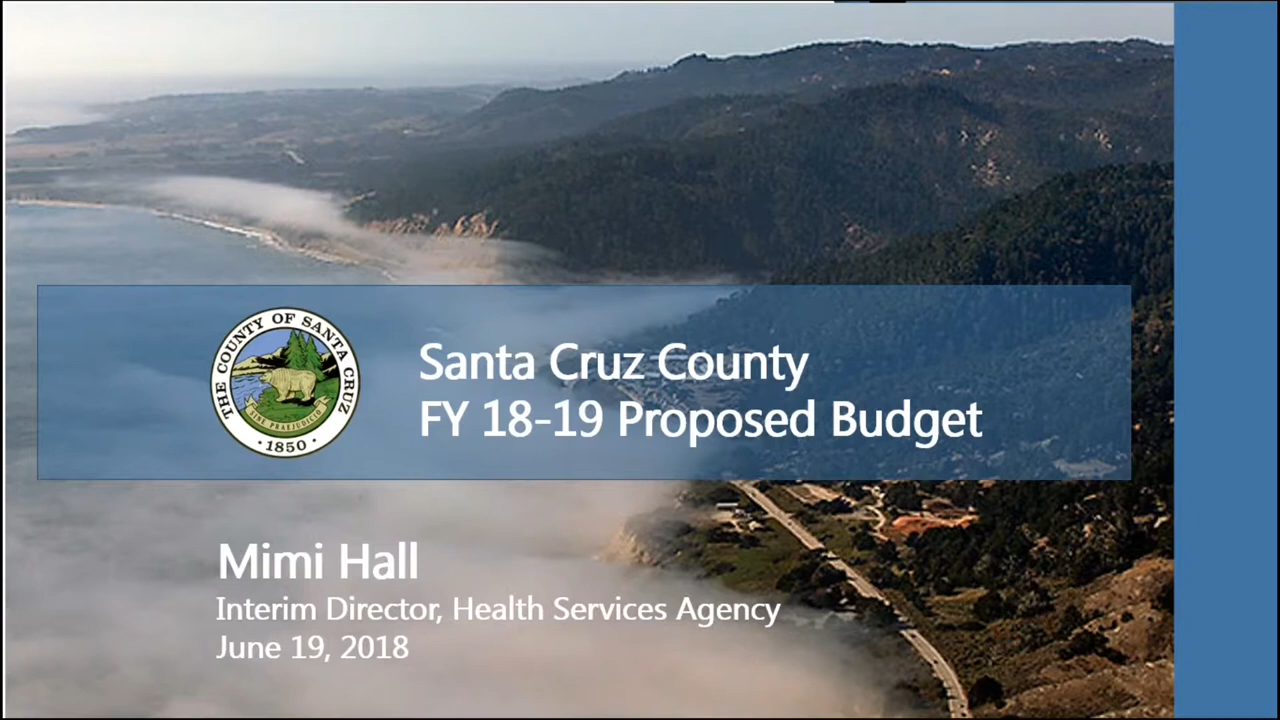 THE COUNTY OF SANTA CRUZ
SINE PRAEJUDICIO
· 1850 ·
Santa Cruz County
FY 18-19 Proposed Budget
Mimi Hall
Interim Director, Health Services Agency
June 19, 2018